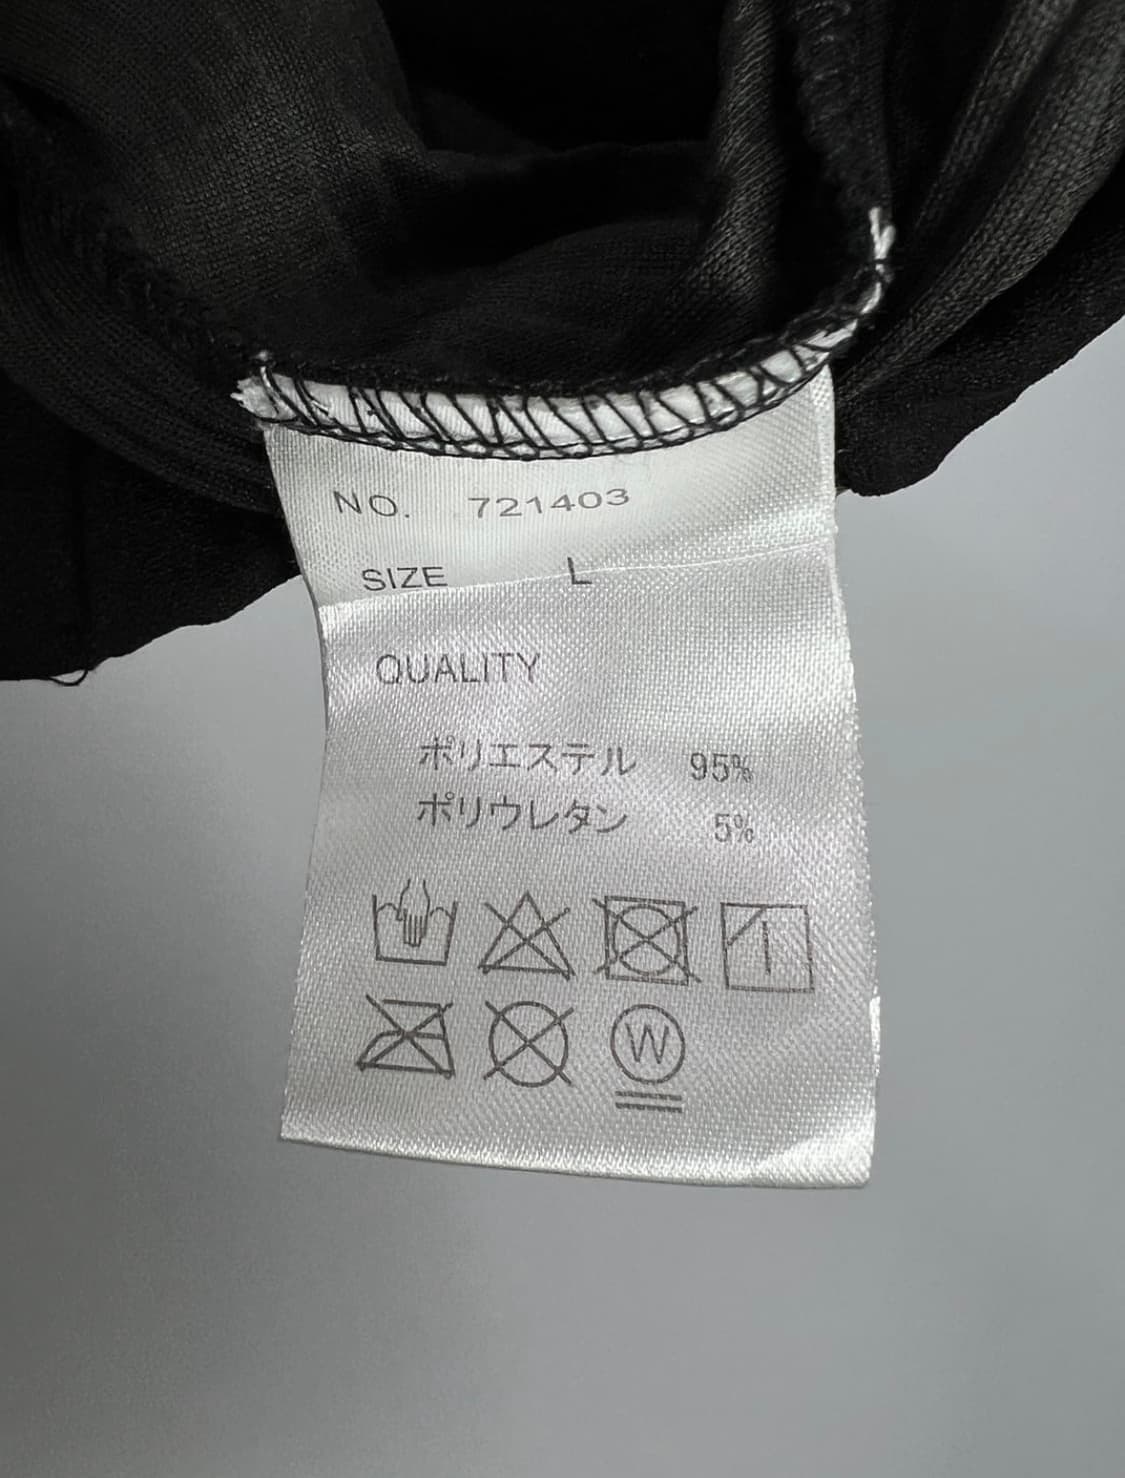 NO. 721403
SIZE L
QUALITY
ポリエステル 95%
ポリウレタン 5%
W